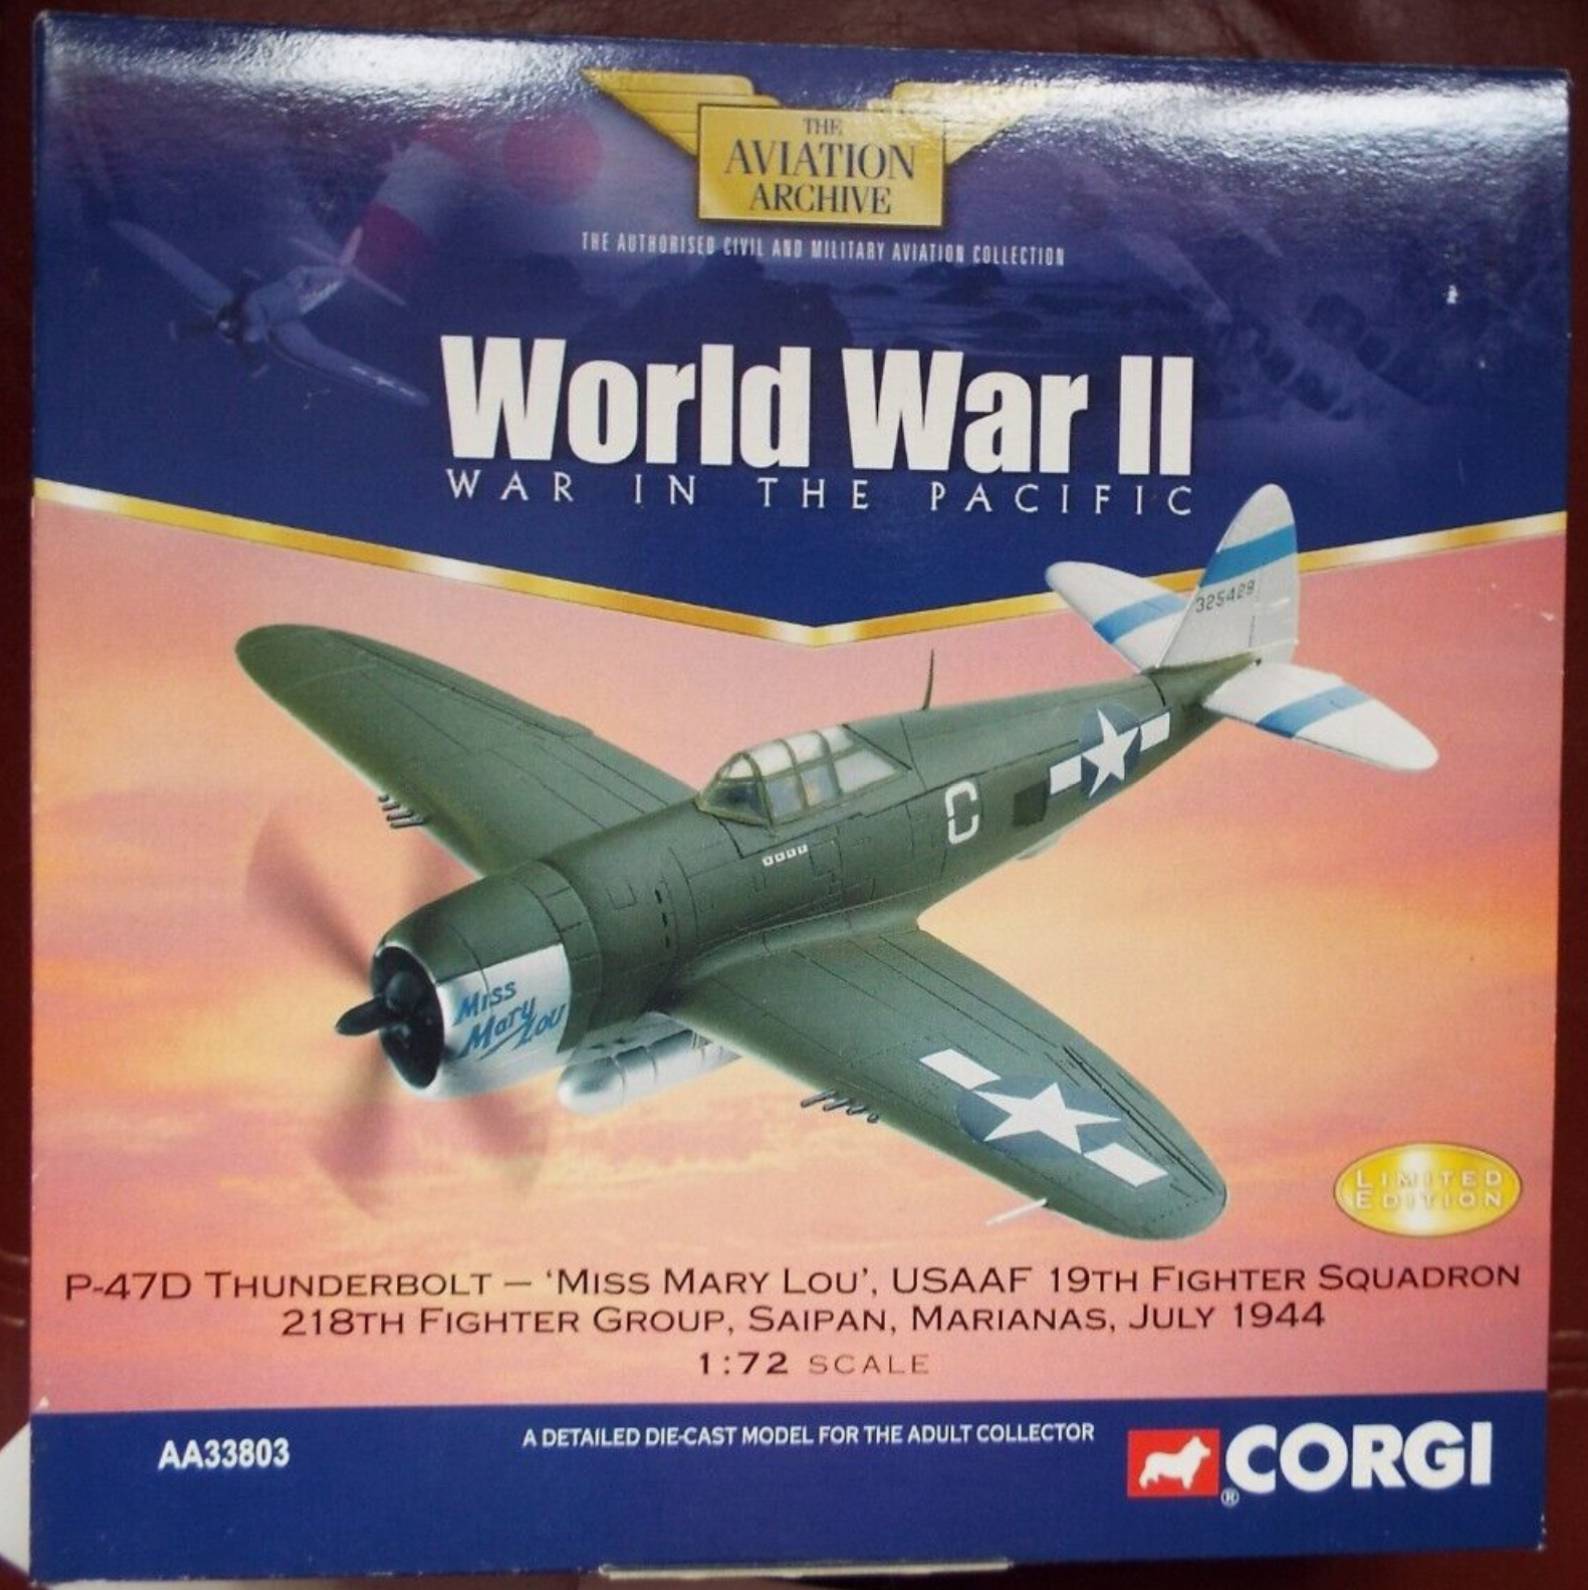 THE
AVIATION
ARCHIVE
THE AUTHORISED CIVIL AND MILITARY AVIATION COLLECTION
World War II
WAR IN THE PACIFIC
325429
C
Miss
Mary
Lou
LIMITED
EDITION
P-47D THUNDERBOLT – ‘MISS MARY LOU’, USAAF 19TH FIGHTER SQUADRON
218TH FIGHTER GROUP, SAIPAN, MARIANAS, JULY 1944
1:72 SCALE
AA33803
A DETAILED DIE-CAST MODEL FOR THE ADULT COLLECTOR
CORGI
®